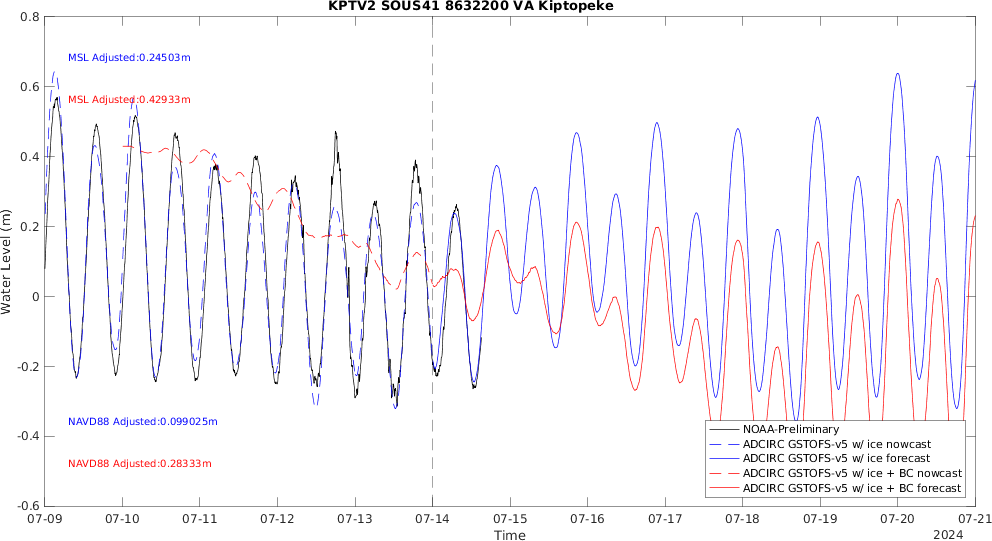 KPTV2 SOUS41 8632200 VA Kiptopeke
0.8
0.6
0.4
0.2
0
-0.2
-0.4
-0.6
Water Level (m)
MSL Adjusted:0.24503m
MSL Adjusted:0.42933m
NAVD88 Adjusted:0.099025m
NAVD88 Adjusted:0.28333m
NOAA-Preliminary
ADCIRC GSTOFS-v5 w/ ice nowcast
ADCIRC GSTOFS-v5 w/ ice forecast
ADCIRC GSTOFS-v5 w/ ice + BC nowcast
ADCIRC GSTOFS-v5 w/ ice + BC forecast
07-09 07-10 07-11 07-12 07-13 07-14 07-15 07-16 07-17 07-18 07-19 07-20 07-21
Time
2024